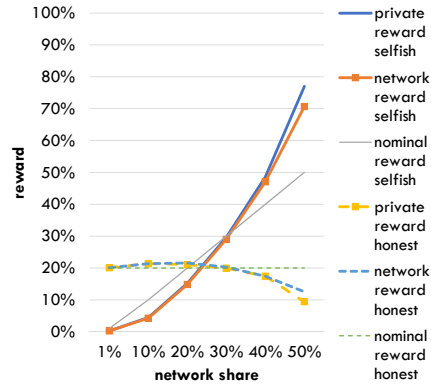 100%
90%
80%
70%
60%
50%
40%
30%
20%
10%
0%
reward
1% 10% 20% 30% 40% 50%
network share
private
reward
selfish
network
reward
selfish
nominal
reward
selfish
private
reward
honest
network
reward
honest
nominal
reward
honest